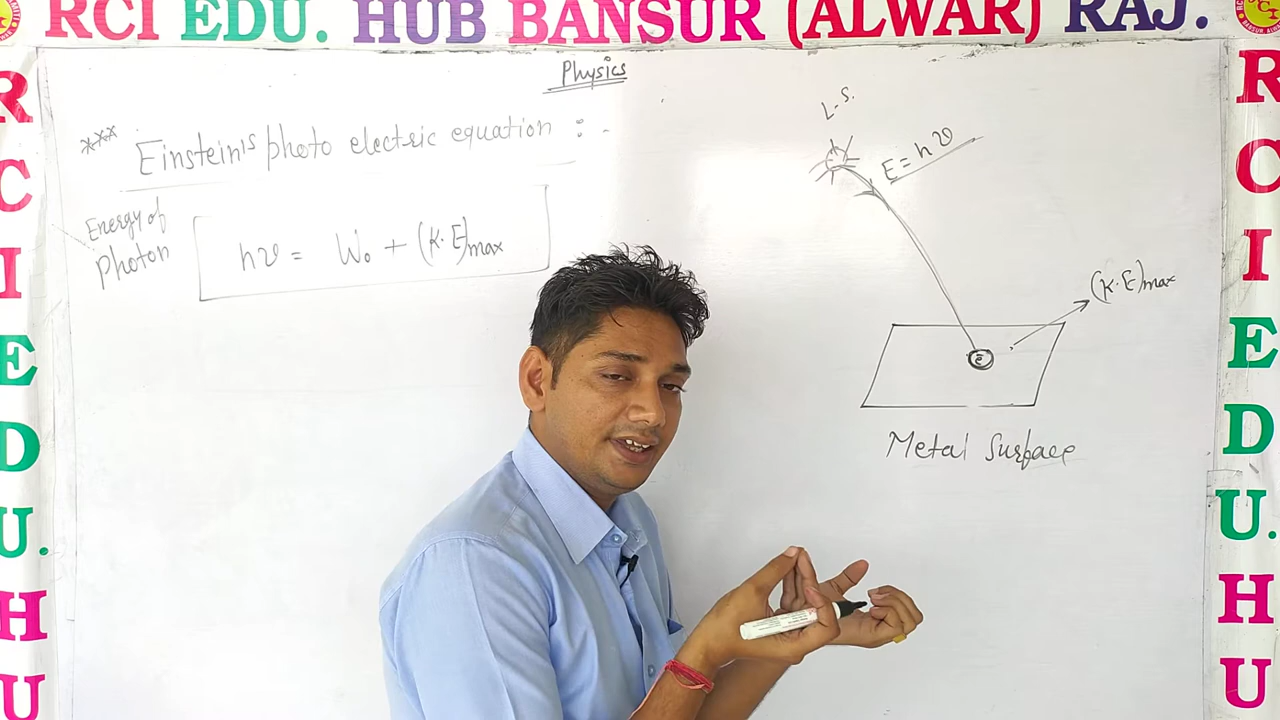 RCI EDU. HUB BANSUR (ALWAR) RAJ.
Physics
*** Einstein's photo electric equation :-
Energy of
Photon
hν = W₀ + (K.E)max
L.S.
E = hν
(K.E)max
e
Metal Surface
R
C
I
E
D
U.
H
U
R
C
I
E
D
U.
H
U